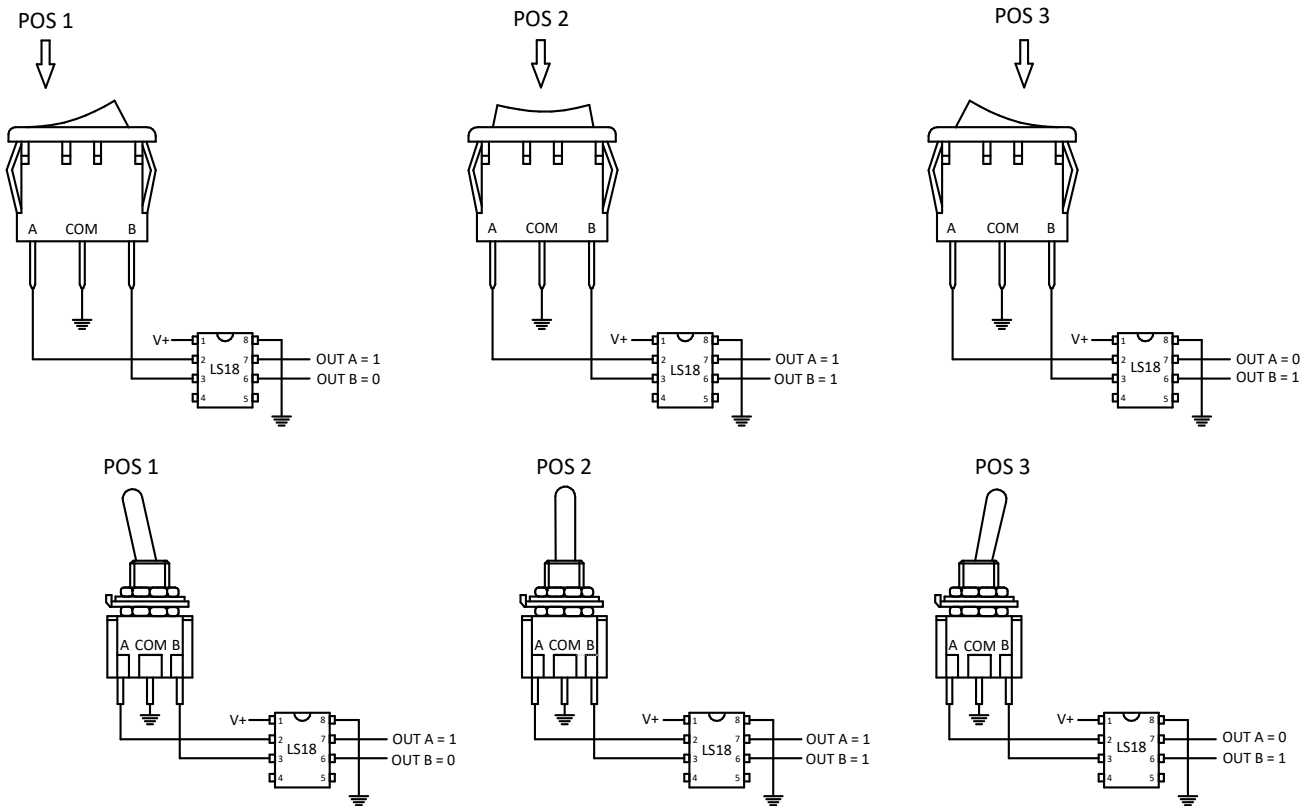 POS 1
POS 2
POS 3
A COM B
A COM B
A COM B
V+
1 8
2 7
LS18
3 6
4 5
OUT A = 1
OUT B = 0
V+
1 8
2 7
LS18
3 6
4 5
OUT A = 1
OUT B = 1
V+
1 8
2 7
LS18
3 6
4 5
OUT A = 0
OUT B = 1
POS 1
POS 2
POS 3
A COM B
A COM B
A COM B
V+
1 8
2 7
LS18
3 6
4 5
OUT A = 1
OUT B = 0
V+
1 8
2 7
LS18
3 6
4 5
OUT A = 1
OUT B = 1
V+
1 8
2 7
LS18
3 6
4 5
OUT A = 0
OUT B = 1